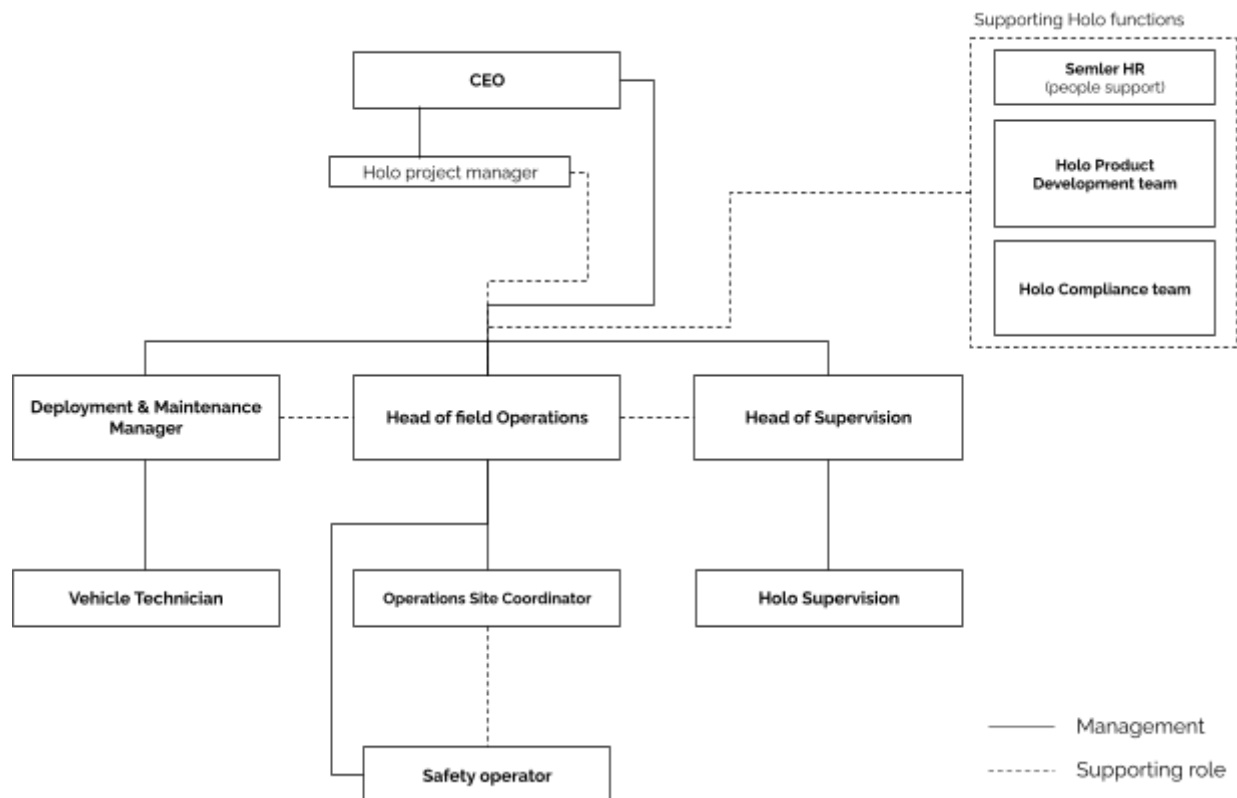 Supporting Holo functions
CEO
Semler HR
(people support)
Holo project manager
Holo Product
Development team
Holo Compliance team
Deployment & Maintenance
Manager
Head of field Operations
Head of Supervision
Vehicle Technician
Operations Site Coordinator
Holo Supervision
Management
Safety operator
Supporting role